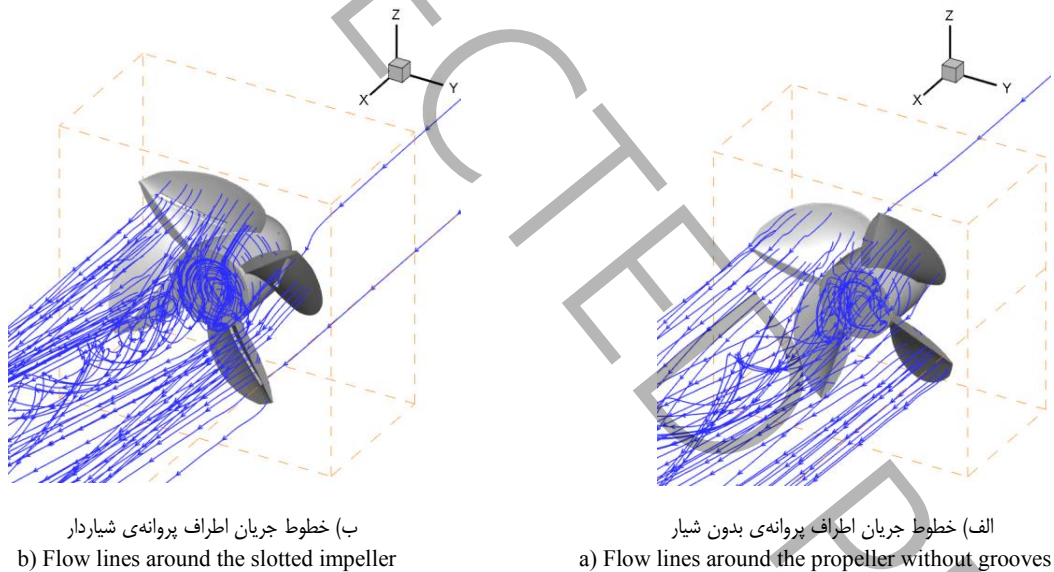 Z
Y
X
Z
Y
X
ECTED P
الف) خطوط جریان اطراف پروانه‌ی بدون شیار
a) Flow lines around the propeller without grooves
ب) خطوط جریان اطراف پروانه‌ی شیاردار
b) Flow lines around the slotted impeller